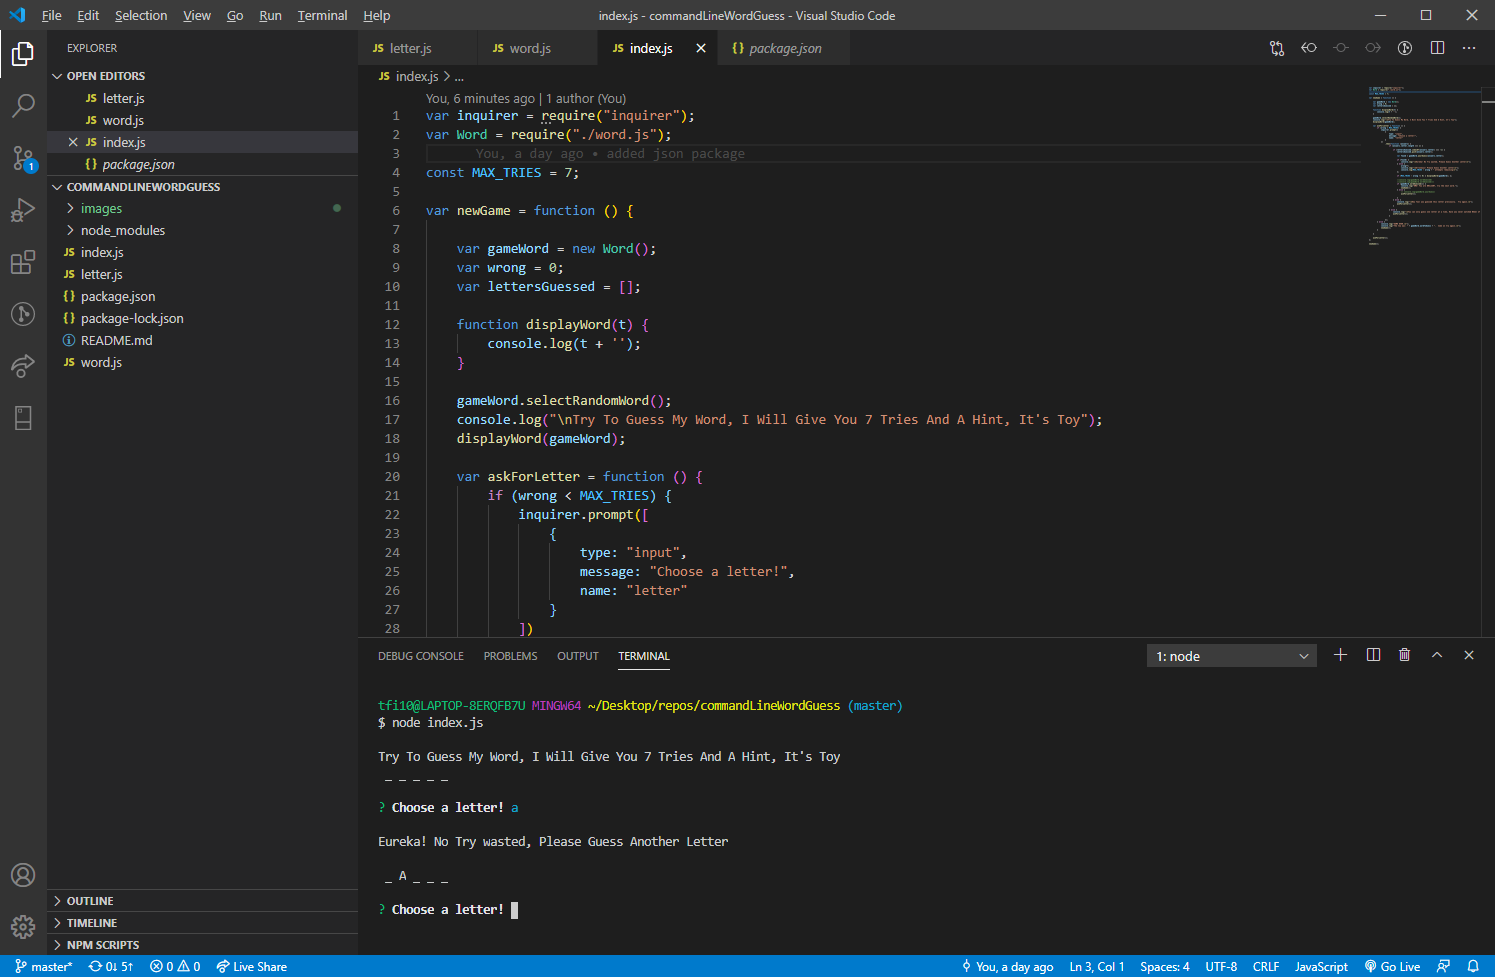 File Edit Selection View Go Run Terminal Help
index.js - commandLineWordGuess - Visual Studio Code
EXPLORER
OPEN EDITORS
JS letter.js
JS word.js
JS index.js
{} package.json
COMMANDLINEWORDGUESS
images
node_modules
JS index.js
JS letter.js
{} package.json
{} package-lock.json
README.md
JS word.js
OUTLINE
TIMELINE
NPM SCRIPTS
1
JS letter.js JS word.js JS index.js {} package.json
JS index.js > ...
You, 6 minutes ago | 1 author (You)
1 var inquirer = require("inquirer");
2 var Word = require("./word.js");
3 You, a day ago • added json package
4 const MAX_TRIES = 7;
5
6 var newGame = function () {
7
8 var gameWord = new Word();
9 var wrong = 0;
10 var lettersGuessed = [];
11
12 function displayWord(t) {
13 console.log(t + '');
14 }
15
16 gameWord.selectRandomWord();
17 console.log("\nTry To Guess My Word, I Will Give You 7 Tries And A Hint, It's Toy");
18 displayWord(gameWord);
19
20 var askForLetter = function () {
21 if (wrong < MAX_TRIES) {
22 inquirer.prompt([
23 {
24 type: "input",
25 message: "Choose a letter!",
26 name: "letter"
27 }
28 ])
DEBUG CONSOLE PROBLEMS OUTPUT TERMINAL 1: node
tfi10@LAPTOP-8ERQFB7U MINGW64 ~/Desktop/repos/commandLineWordGuess (master)
$ node index.js
Try To Guess My Word, I Will Give You 7 Tries And A Hint, It's Toy
_ _ _ _ _
? Choose a letter! a
Eureka! No Try wasted, Please Guess Another Letter
_ A _ _ _
? Choose a letter!
master* 0↓ 5↑ 0 0 Live Share You, a day ago Ln 3, Col 1 Spaces: 4 UTF-8 CRLF JavaScript Go Live